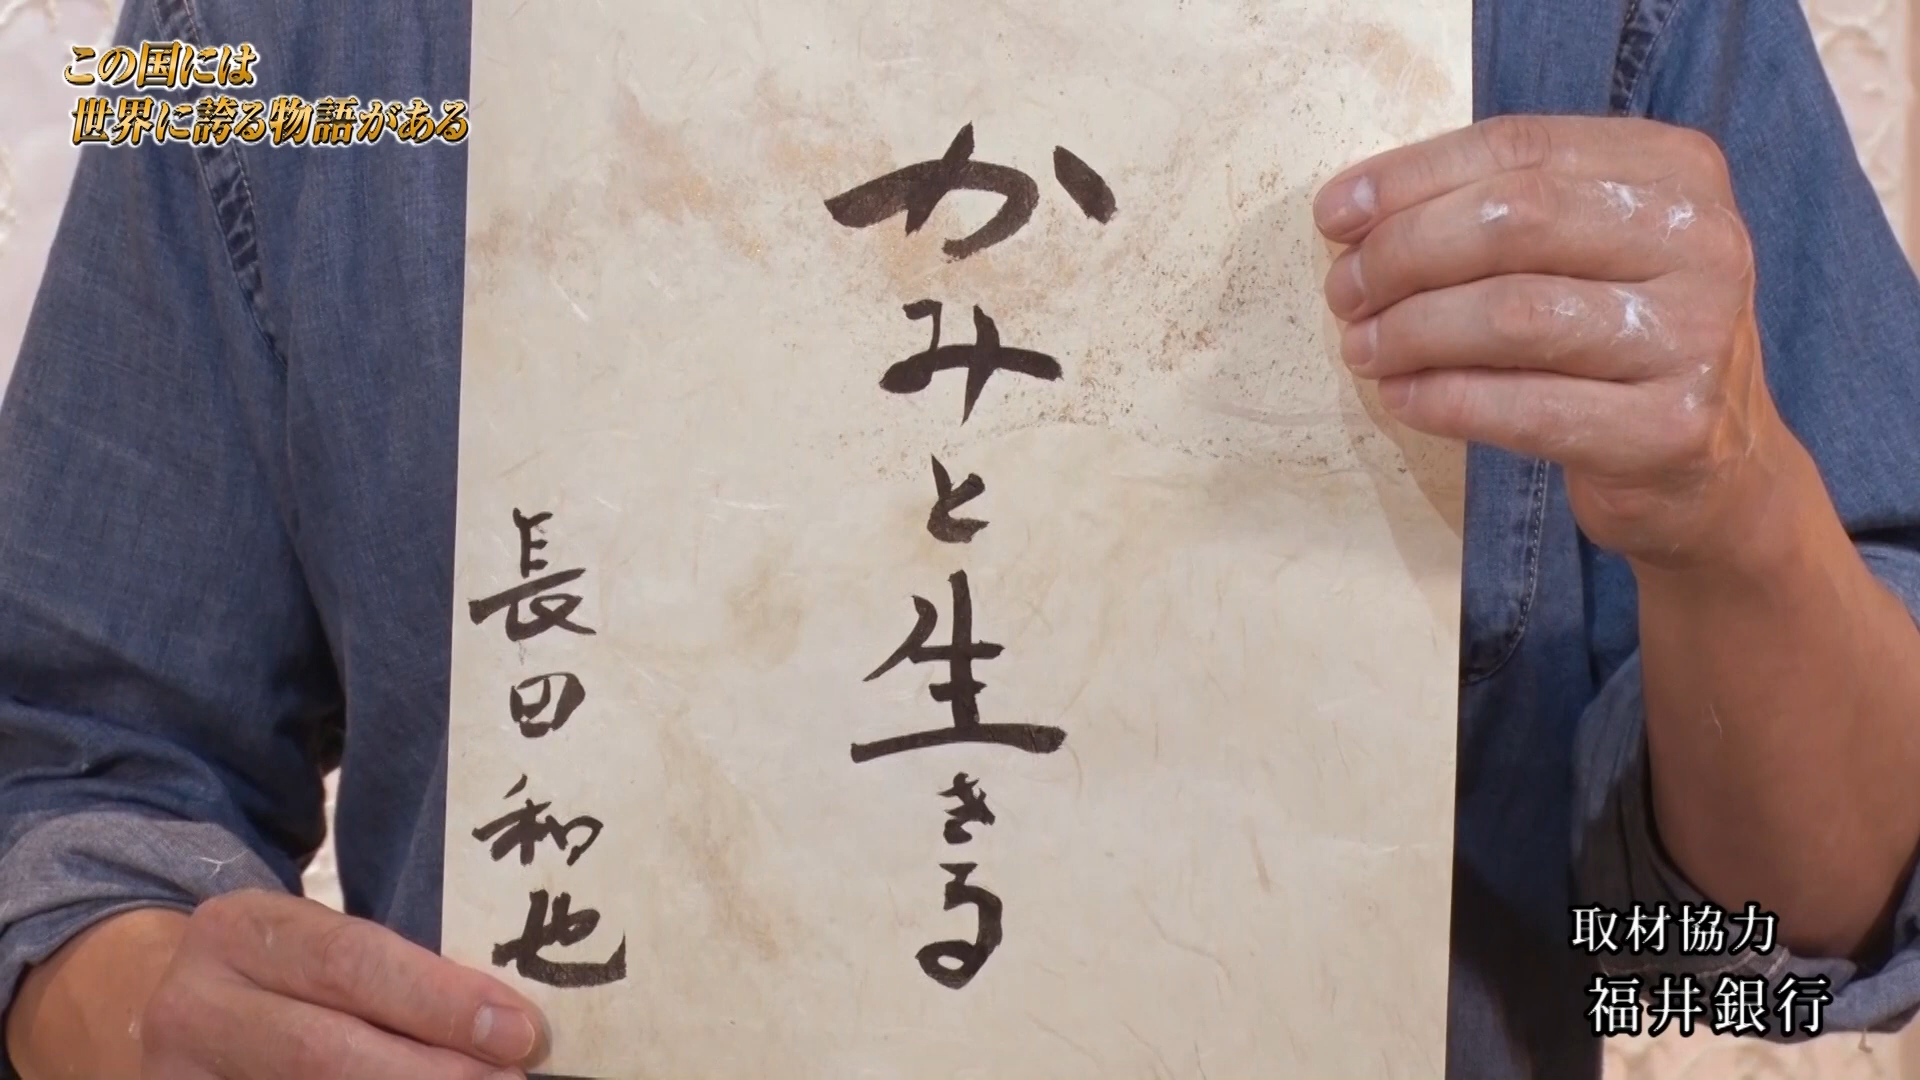 この国には
世界に誇る物語がある
かみと生きる
長田和也
取材協力
福井銀行